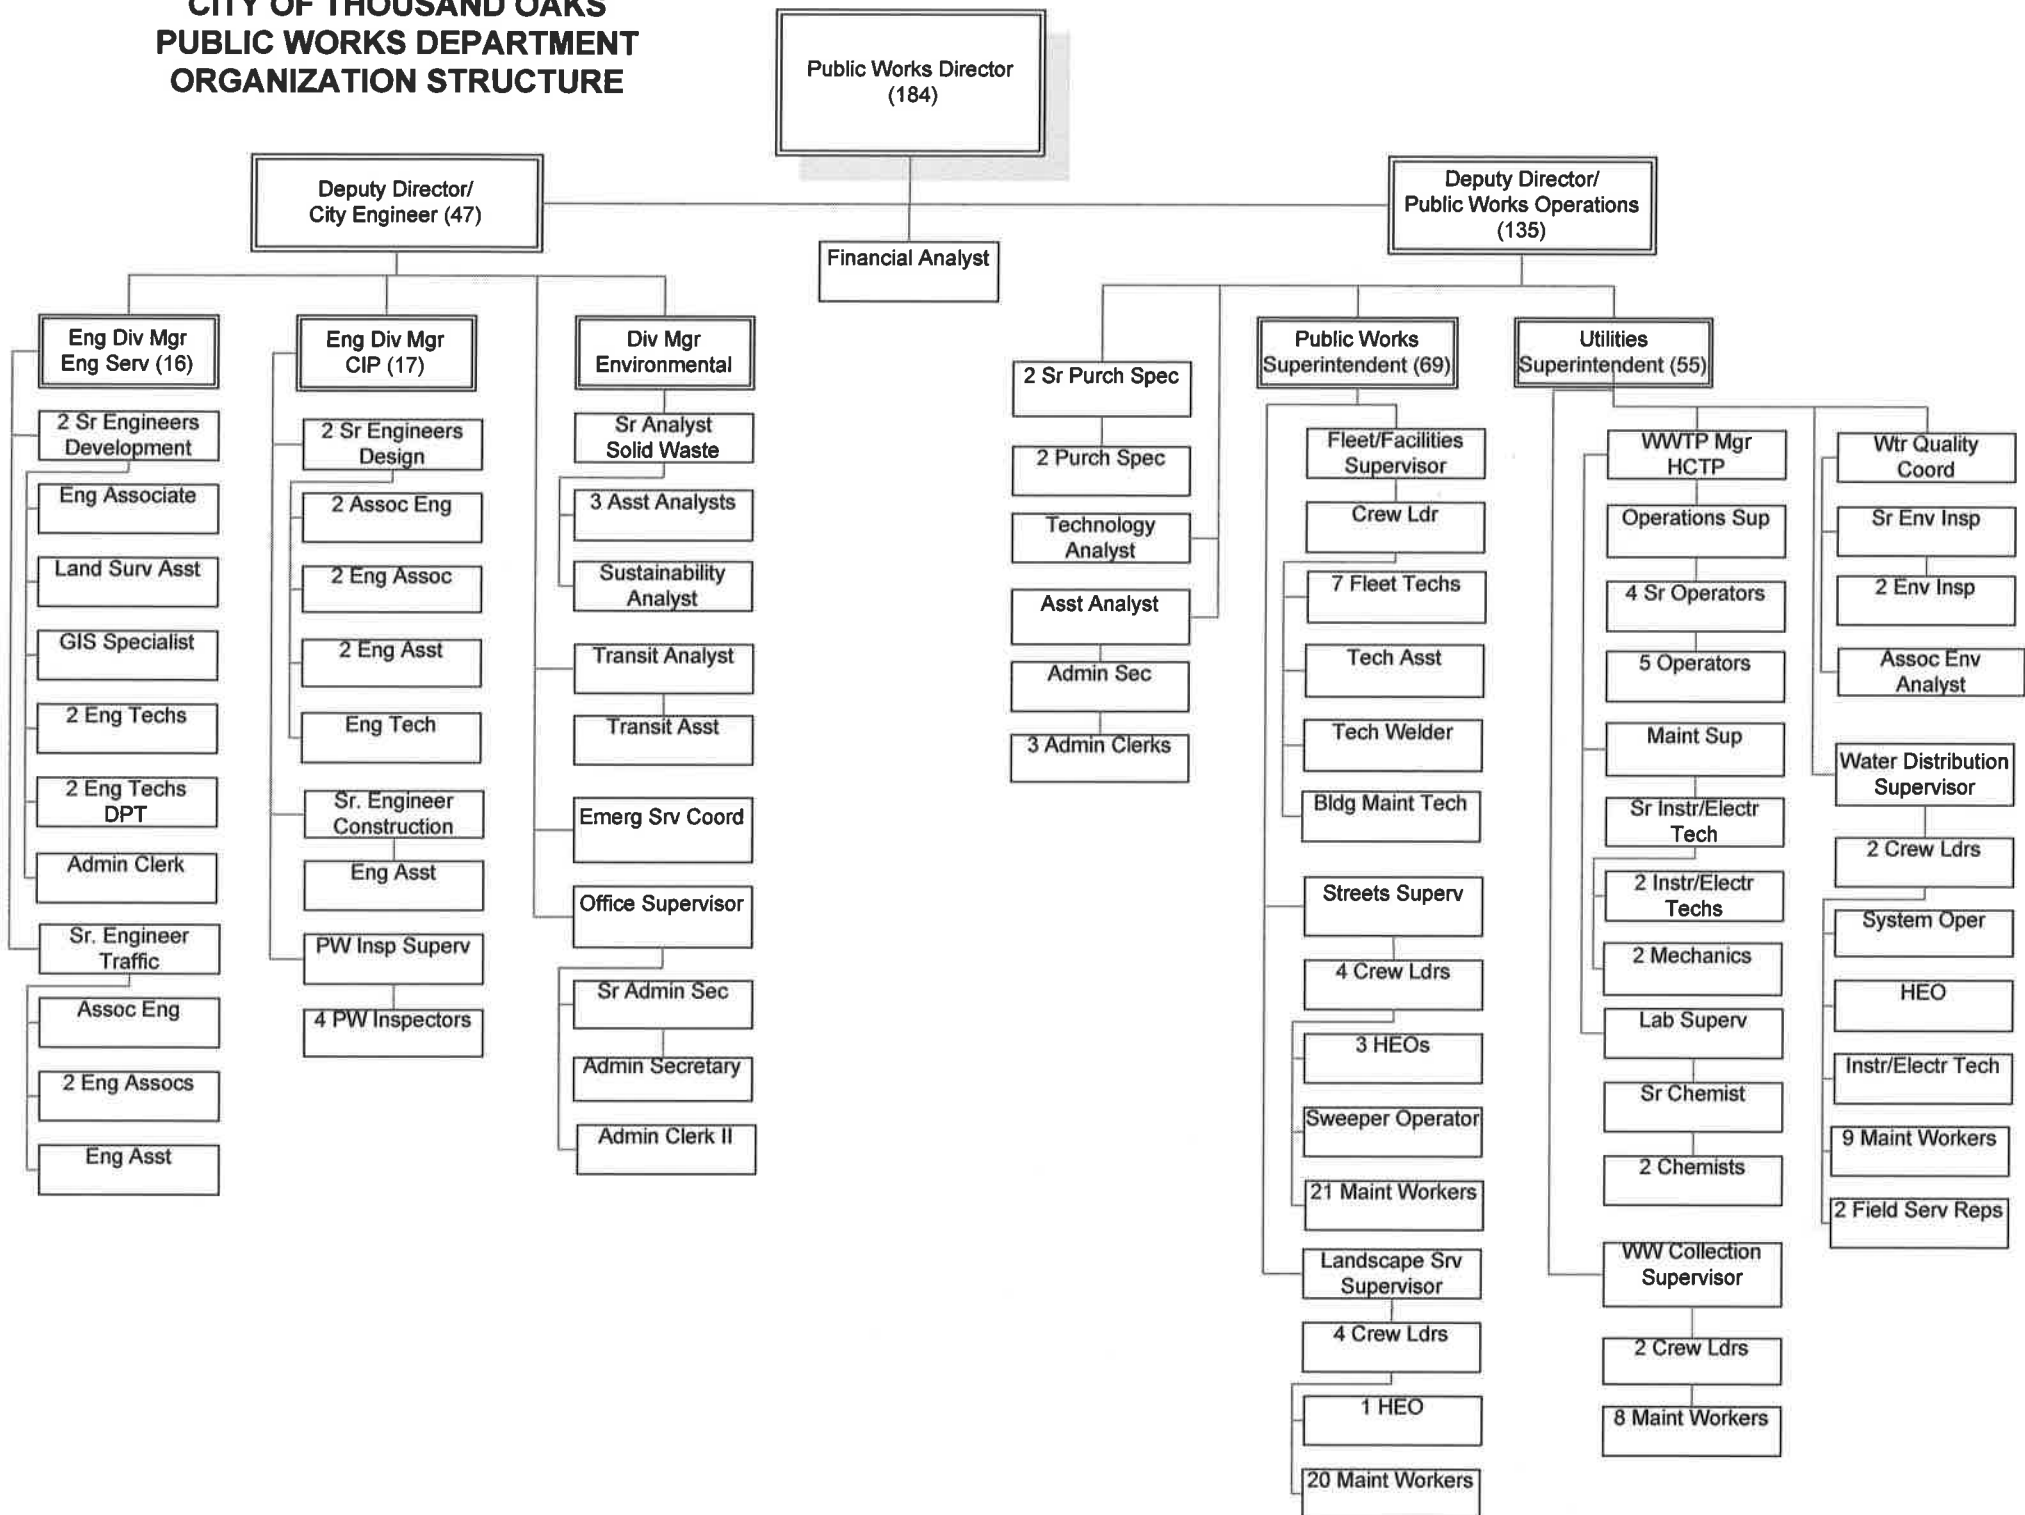 CITY OF THOUSAND OAKS
PUBLIC WORKS DEPARTMENT
ORGANIZATION STRUCTURE
Public Works Director
(184)
Deputy Director/
City Engineer (47)
Deputy Director/
Public Works Operations
(135)
Financial Analyst
Eng Div Mgr
Eng Serv (16)
2 Sr Engineers
Development
Eng Associate
Land Surv Asst
GIS Specialist
2 Eng Techs
2 Eng Techs
DPT
Admin Clerk
Sr. Engineer
Traffic
Assoc Eng
2 Eng Assocs
Eng Asst
Eng Div Mgr
CIP (17)
2 Sr Engineers
Design
2 Assoc Eng
2 Eng Assoc
2 Eng Asst
Eng Tech
Sr. Engineer
Construction
Eng Asst
PW Insp Superv
4 PW Inspectors
Div Mgr
Environmental
Sr Analyst
Solid Waste
3 Asst Analysts
Sustainability
Analyst
Transit Analyst
Transit Asst
Emerg Srv Coord
Office Supervisor
Sr Admin Sec
Admin Secretary
Admin Clerk II
2 Sr Purch Spec
2 Purch Spec
Technology
Analyst
Asst Analyst
Admin Sec
3 Admin Clerks
Public Works
Superintendent (69)
Fleet/Facilities
Supervisor
Crew Ldr
7 Fleet Techs
Tech Asst
Tech Welder
Bldg Maint Tech
Streets Superv
4 Crew Ldrs
3 HEOs
Sweeper Operator
21 Maint Workers
Landscape Srv
Supervisor
4 Crew Ldrs
1 HEO
20 Maint Workers
Utilities
Superintendent (55)
WWTP Mgr
HCTP
Operations Sup
4 Sr Operators
5 Operators
Maint Sup
Sr Instr/Electr
Tech
2 Instr/Electr
Techs
2 Mechanics
Lab Superv
Sr Chemist
2 Chemists
WW Collection
Supervisor
2 Crew Ldrs
8 Maint Workers
Wtr Quality
Coord
Sr Env Insp
2 Env Insp
Assoc Env
Analyst
Water Distribution
Supervisor
2 Crew Ldrs
System Oper
HEO
Instr/Electr Tech
9 Maint Workers
2 Field Serv Reps